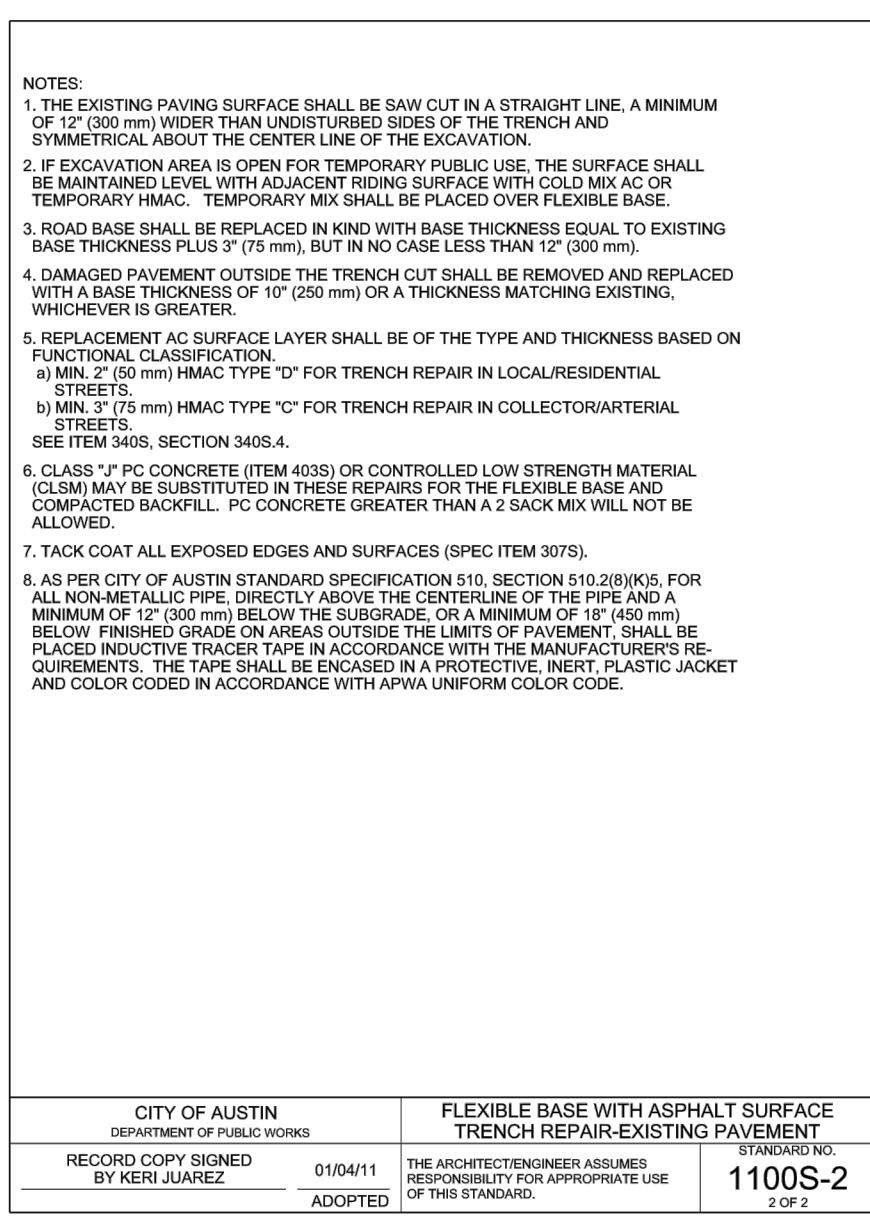 NOTES:
1. THE EXISTING PAVING SURFACE SHALL BE SAW CUT IN A STRAIGHT LINE, A MINIMUM
OF 12" (300 mm) WIDER THAN UNDISTURBED SIDES OF THE TRENCH AND
SYMMETRICAL ABOUT THE CENTER LINE OF THE EXCAVATION.
2. IF EXCAVATION AREA IS OPEN FOR TEMPORARY PUBLIC USE, THE SURFACE SHALL
BE MAINTAINED LEVEL WITH ADJACENT RIDING SURFACE WITH COLD MIX AC OR
TEMPORARY HMAC. TEMPORARY MIX SHALL BE PLACED OVER FLEXIBLE BASE.
3. ROAD BASE SHALL BE REPLACED IN KIND WITH BASE THICKNESS EQUAL TO EXISTING
BASE THICKNESS PLUS 3" (75 mm), BUT IN NO CASE LESS THAN 12" (300 mm).
4. DAMAGED PAVEMENT OUTSIDE THE TRENCH CUT SHALL BE REMOVED AND REPLACED
WITH A BASE THICKNESS OF 10" (250 mm) OR A THICKNESS MATCHING EXISTING,
WHICHEVER IS GREATER.
5. REPLACEMENT AC SURFACE LAYER SHALL BE OF THE TYPE AND THICKNESS BASED ON
FUNCTIONAL CLASSIFICATION.
a) MIN. 2" (50 mm) HMAC TYPE "D" FOR TRENCH REPAIR IN LOCAL/RESIDENTIAL
STREETS.
b) MIN. 3" (75 mm) HMAC TYPE "C" FOR TRENCH REPAIR IN COLLECTOR/ARTERIAL
STREETS.
SEE ITEM 340S, SECTION 340S.4.
6. CLASS "J" PC CONCRETE (ITEM 403S) OR CONTROLLED LOW STRENGTH MATERIAL
(CLSM) MAY BE SUBSTITUTED IN THESE REPAIRS FOR THE FLEXIBLE BASE AND
COMPACTED BACKFILL. PC CONCRETE GREATER THAN A 2 SACK MIX WILL NOT BE
ALLOWED.
7. TACK COAT ALL EXPOSED EDGES AND SURFACES (SPEC ITEM 307S).
8. AS PER CITY OF AUSTIN STANDARD SPECIFICATION 510, SECTION 510.2(8)(K)5, FOR
ALL NON-METALLIC PIPE, DIRECTLY ABOVE THE CENTERLINE OF THE PIPE AND A
MINIMUM OF 12" (300 mm) BELOW THE SUBGRADE, OR A MINIMUM OF 18" (450 mm)
BELOW FINISHED GRADE ON AREAS OUTSIDE THE LIMITS OF PAVEMENT, SHALL BE
PLACED INDUCTIVE TRACER TAPE IN ACCORDANCE WITH THE MANUFACTURER'S RE-
QUIREMENTS. THE TAPE SHALL BE ENCASED IN A PROTECTIVE, INERT, PLASTIC JACKET
AND COLOR CODED IN ACCORDANCE WITH APWA UNIFORM COLOR CODE.
CITY OF AUSTIN
DEPARTMENT OF PUBLIC WORKS
FLEXIBLE BASE WITH ASPHALT SURFACE
TRENCH REPAIR-EXISTING PAVEMENT
RECORD COPY SIGNED
BY KERI JUAREZ
01/04/11
ADOPTED
THE ARCHITECT/ENGINEER ASSUMES
RESPONSIBILITY FOR APPROPRIATE USE
OF THIS STANDARD.
STANDARD NO.
1100S-2
2 OF 2